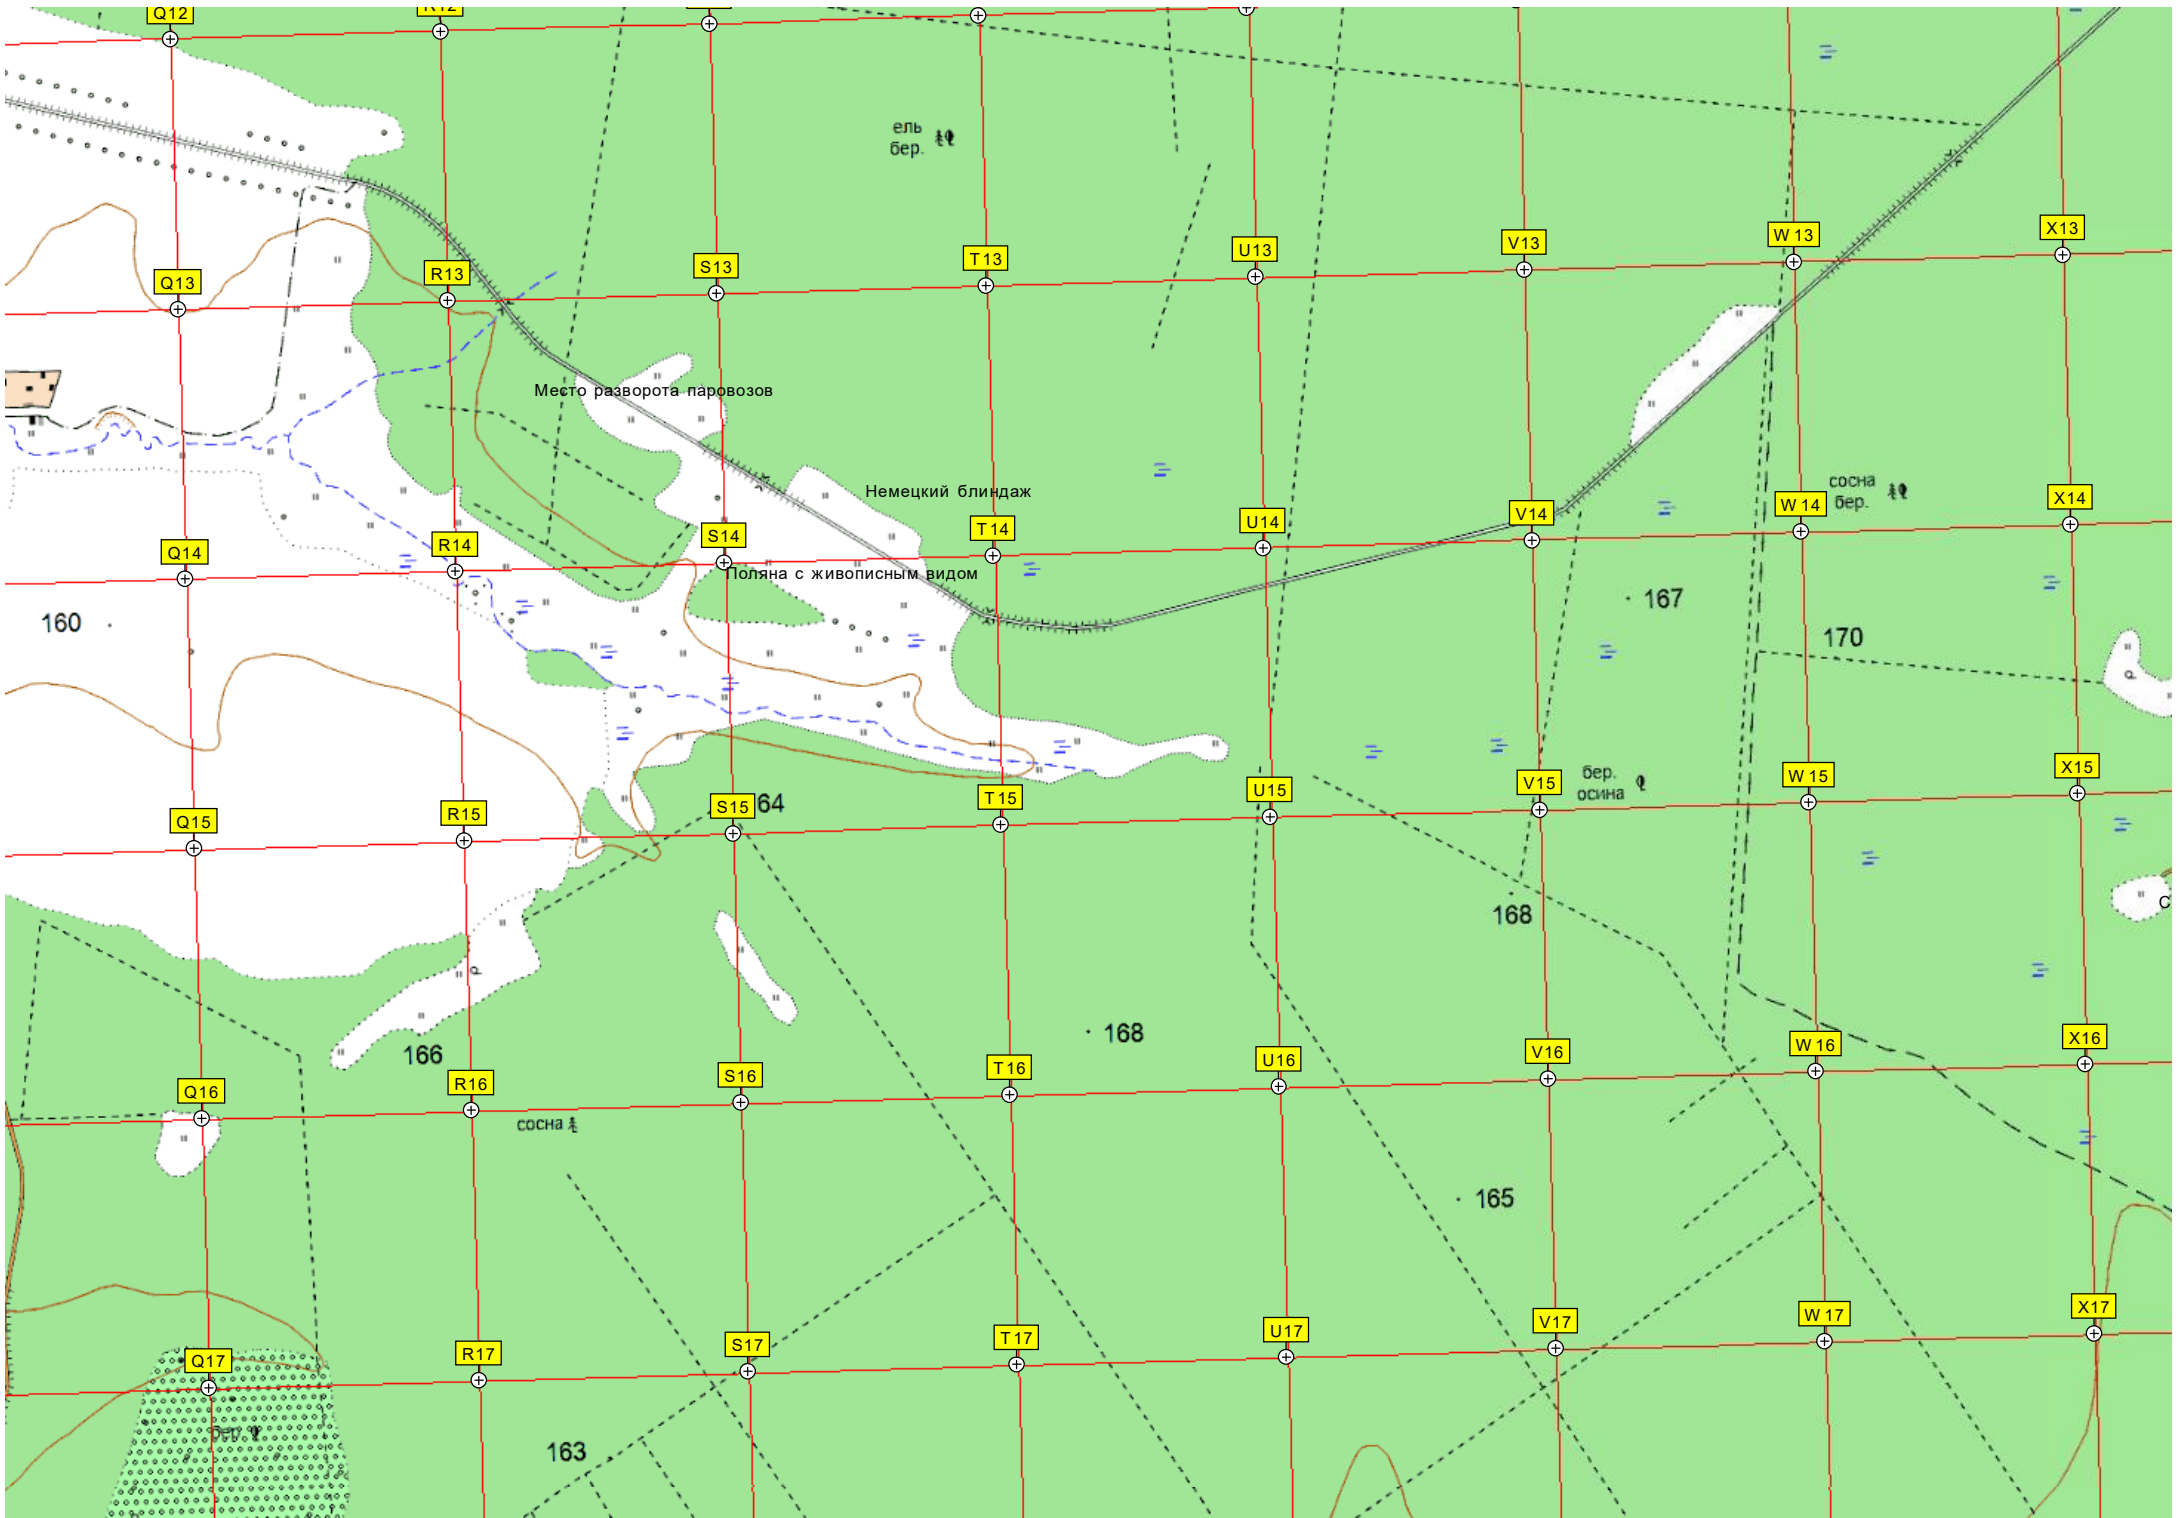 Q12
R12
ель
бер.
Q13
R13
S13
T13
U13
V13
W13
X13
Место разворота паровозов
Немецкий блиндаж
сосна
бер.
Q14
R14
S14
T14
U14
V14
W14
X14
Поляна с живописным видом
160
167
170
бер.
осина
Q15
R15
S15
64
T15
U15
V15
W15
X15
168
С
168
166
Q16
R16
S16
T16
U16
V16
W16
X16
сосна
165
Q17
R17
S17
T17
U17
V17
W17
X17
бер.
163